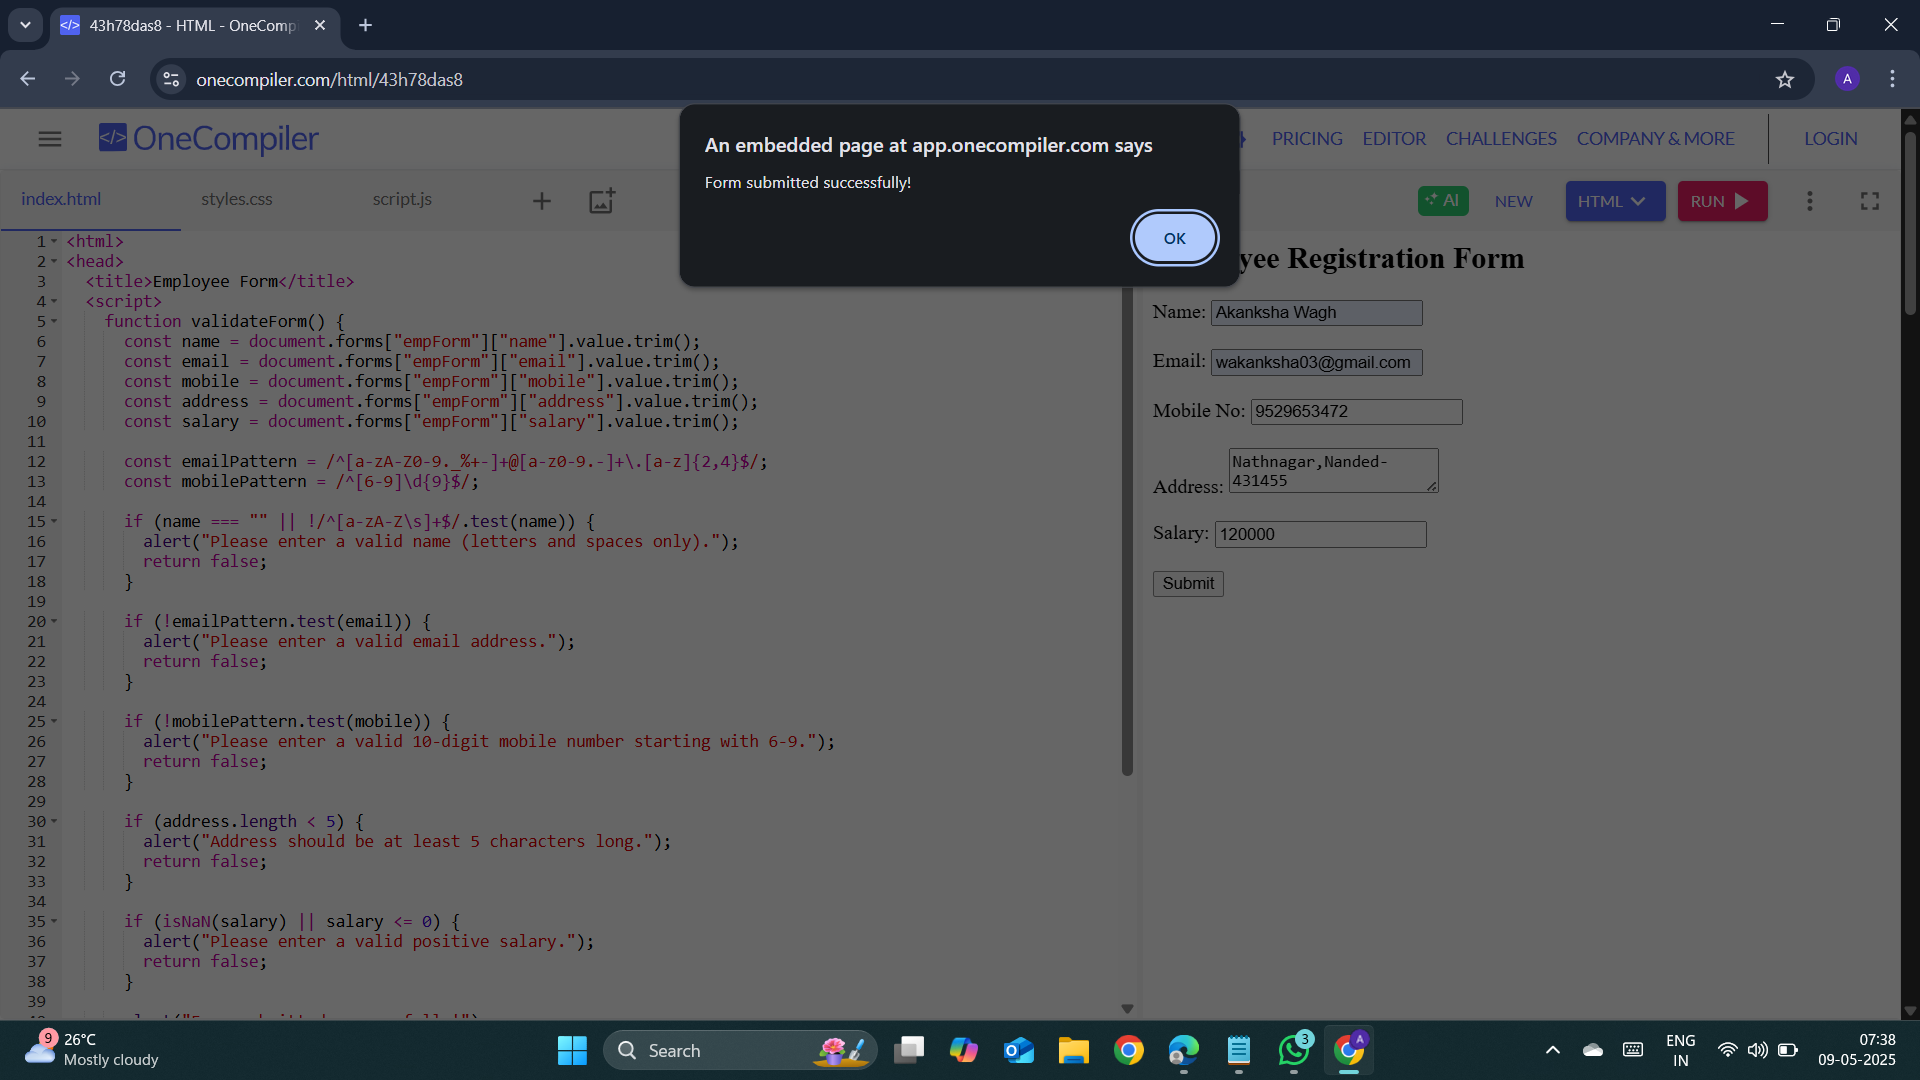 43h78das8 - HTML - OneComp
onecompiler.com/html/43h78das8
A
An embedded page at app.onecompiler.com says
Form submitted successfully!
OK
OneCompiler
PRICING
EDITOR
CHALLENGES
COMPANY & MORE
LOGIN
index.html
styles.css
script.js
AI
NEW
HTML
RUN
1 <html>
2 <head>
3 <title>Employee Form</title>
4 <script>
5 function validateForm() {
6 const name = document.forms["empForm"]["name"].value.trim();
7 const email = document.forms["empForm"]["email"].value.trim();
8 const mobile = document.forms["empForm"]["mobile"].value.trim();
9 const address = document.forms["empForm"]["address"].value.trim();
10 const salary = document.forms["empForm"]["salary"].value.trim();
11
12 const emailPattern = /^[a-zA-Z0-9._%+-]+@[a-z0-9.-]+\.[a-z]{2,4}$/;
13 const mobilePattern = /^[6-9]\d{9}$/;
14
15 if (name === "" || !/^[a-zA-Z\s]+$/.test(name)) {
16 alert("Please enter a valid name (letters and spaces only).");
17 return false;
18 }
19
20 if (!emailPattern.test(email)) {
21 alert("Please enter a valid email address.");
22 return false;
23 }
24
25 if (!mobilePattern.test(mobile)) {
26 alert("Please enter a valid 10-digit mobile number starting with 6-9.");
27 return false;
28 }
29
30 if (address.length < 5) {
31 alert("Address should be at least 5 characters long.");
32 return false;
33 }
34
35 if (isNaN(salary) || salary <= 0) {
36 alert("Please enter a valid positive salary.");
37 return false;
38 }
39
yee Registration Form
Name: Akanksha Wagh
Email: wakanksha03@gmail.com
Mobile No: 9529653472
Address: Nathnagar,Nanded-
431455
Salary: 120000
Submit
9
26°C
Mostly cloudy
Search
3
A
ENG
IN
07:38
09-05-2025